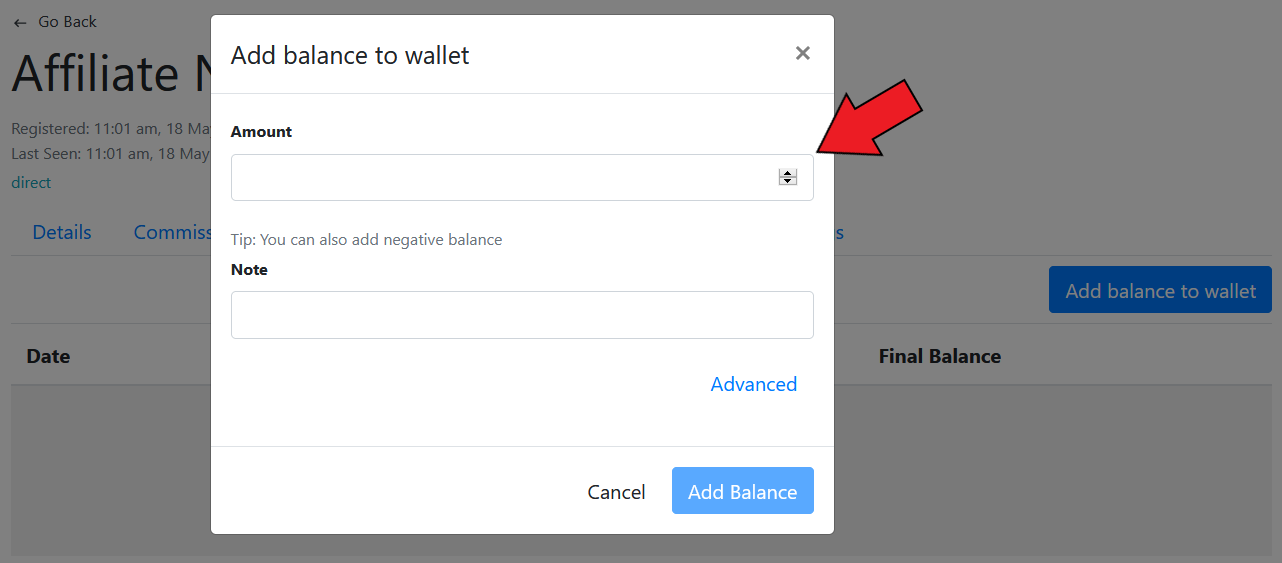 ← Go Back
Affiliate N
Registered: 11:01 am, 18 May
Last Seen: 11:01 am, 18 May
direct
Details Commiss s
Add balance to wallet
Date Final Balance
Add balance to wallet ×
Amount
Tip: You can also add negative balance
Note
Advanced
Cancel Add Balance